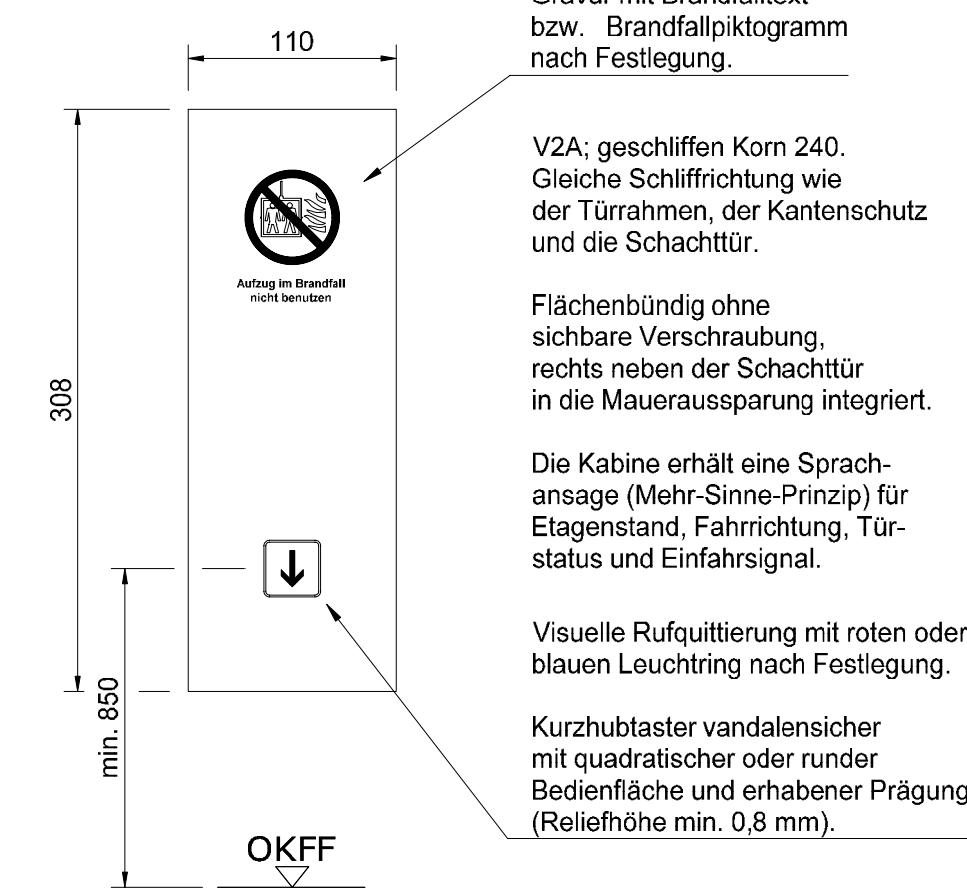 Gravur mit Brandfalltext
bzw. Brandfallpiktogramm
nach Festlegung.
110
V2A; geschliffen Korn 240.
Gleiche Schliffrichtung wie
der Türrahmen, der Kantenschutz
und die Schachttür.
Aufzug im Brandfall
nicht benutzen
Flächenbündig ohne
sichbare Verschraubung,
rechts neben der Schachttür
in die Maueraussparung integriert.
308
Die Kabine erhält eine Sprach-
ansage (Mehr-Sinne-Prinzip) für
Etagenstand, Fahrrichtung, Tür-
status und Einfahrsignal.
Visuelle Rufquittierung mit roten oder
blauen Leuchtring nach Festlegung.
min. 850
Kurzhubtaster vandalensicher
mit quadratischer oder runder
Bedienfläche und erhabener Prägung
(Reliefhöhe min. 0,8 mm).
OKFF